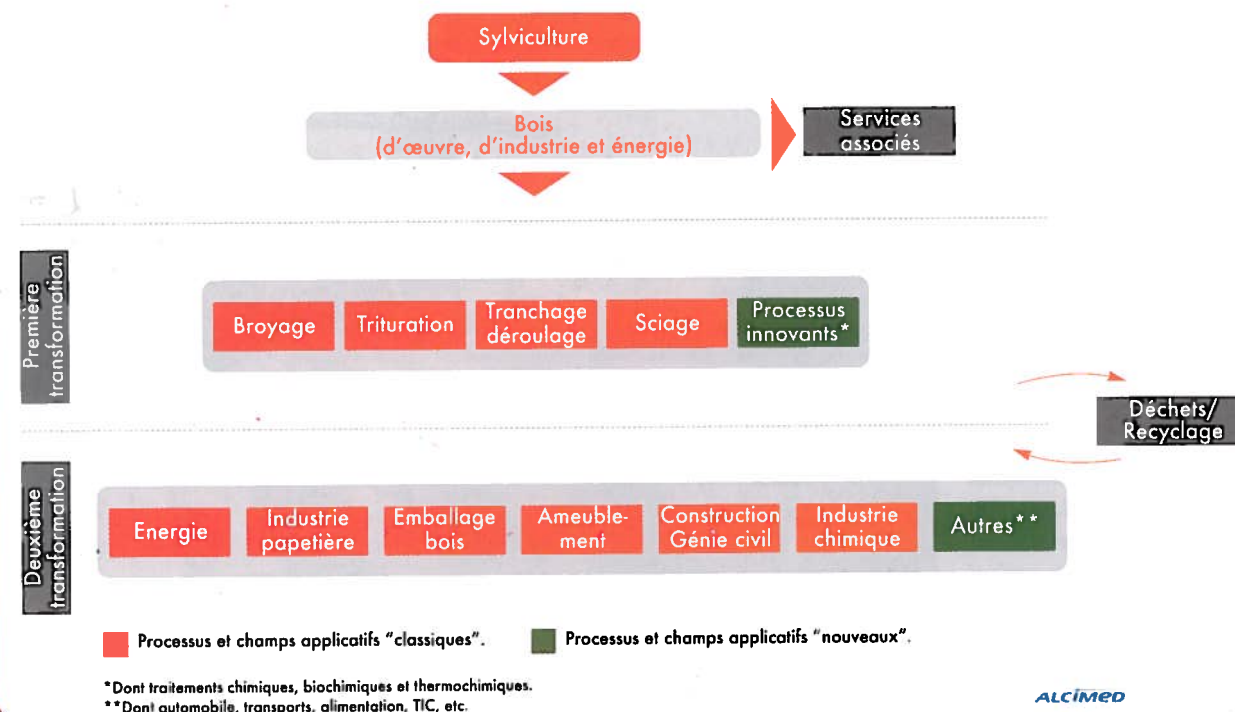 Sylviculture
Bois
(d'œuvre, d'industrie et énergie)
Services
associés
Première
transformation
Broyage
Trituration
Tranchage
déroulage
Sciage
Processus
innovants*
Déchets/
Recyclage
Deuxième
transformation
Energie
Industrie
papetière
Emballage
bois
Ameuble-
ment
Construction
Génie civil
Industrie
chimique
Autres**
Processus et champs applicatifs "classiques".
Processus et champs applicatifs "nouveaux".
*Dont traitements chimiques, biochimiques et thermochimiques.
**Dont automobile, transports, alimentation, TIC, etc.
ALCIMED